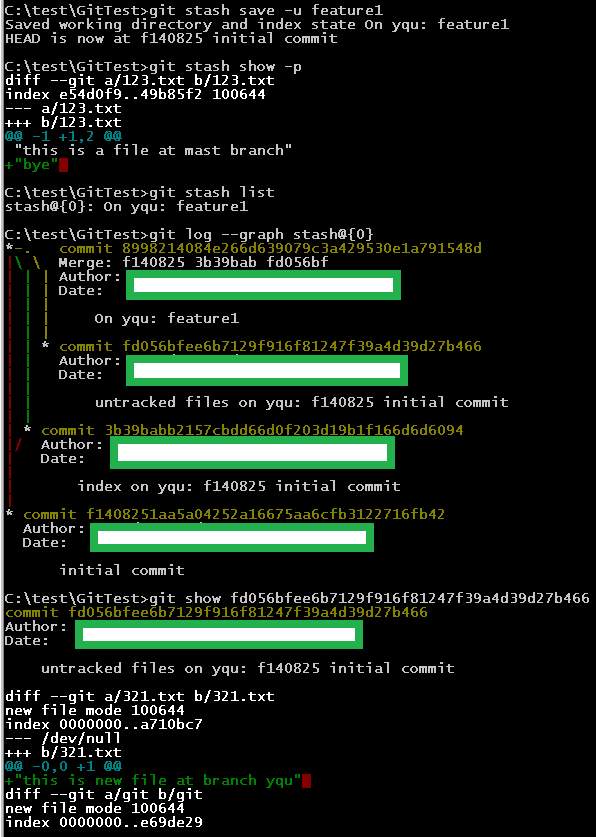 C:\test\GitTest>git stash save -u feature1
Saved working directory and index state On yqu: feature1
HEAD is now at f140825 initial commit
C:\test\GitTest>git stash show -p
diff --git a/123.txt b/123.txt
index e54d0f9..49b85f2 100644
--- a/123.txt
+++ b/123.txt
@@ -1 +1,2 @@
 "this is a file at mast branch"
+"bye"
C:\test\GitTest>git stash list
stash@{0}: On yqu: feature1
C:\test\GitTest>git log --graph stash@{0}
*-.   commit 8998214084e266d639079c3a429530e1a791548d
|\ \  Merge: f140825 3b39bab fd056bf
| | | Author:
| | | Date:
| | |
| | |     On yqu: feature1
| | |
| | * commit fd056bfee6b7129f916f81247f39a4d39d27b466
| |   Author:
| |   Date:
| |
| |       untracked files on yqu: f140825 initial commit
| |
| * commit 3b39babb2157cbdd66d0f203d19b1f166d6d6094
|/  Author:
|   Date:
|
|       index on yqu: f140825 initial commit
|
* commit f1408251aa5a04252a16675aa6cfb3122716fb42
  Author:
  Date:
      initial commit
C:\test\GitTest>git show fd056bfee6b7129f916f81247f39a4d39d27b466
commit fd056bfee6b7129f916f81247f39a4d39d27b466
Author:
Date:
    untracked files on yqu: f140825 initial commit
diff --git a/321.txt b/321.txt
new file mode 100644
index 0000000..a710bc7
--- /dev/null
+++ b/321.txt
@@ -0,0 +1 @@
+"this is new file at branch yqu"
diff --git a/git b/git
new file mode 100644
index 0000000..e69de29